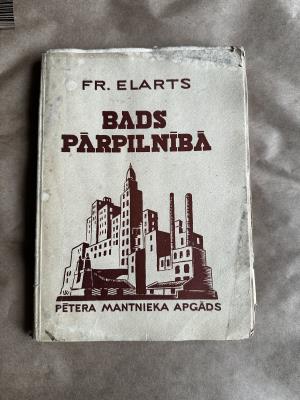 FR. ELARTS
BADS
PĀRPILNĪBĀ
PĒTERA MANTNIEKA APGĀDS